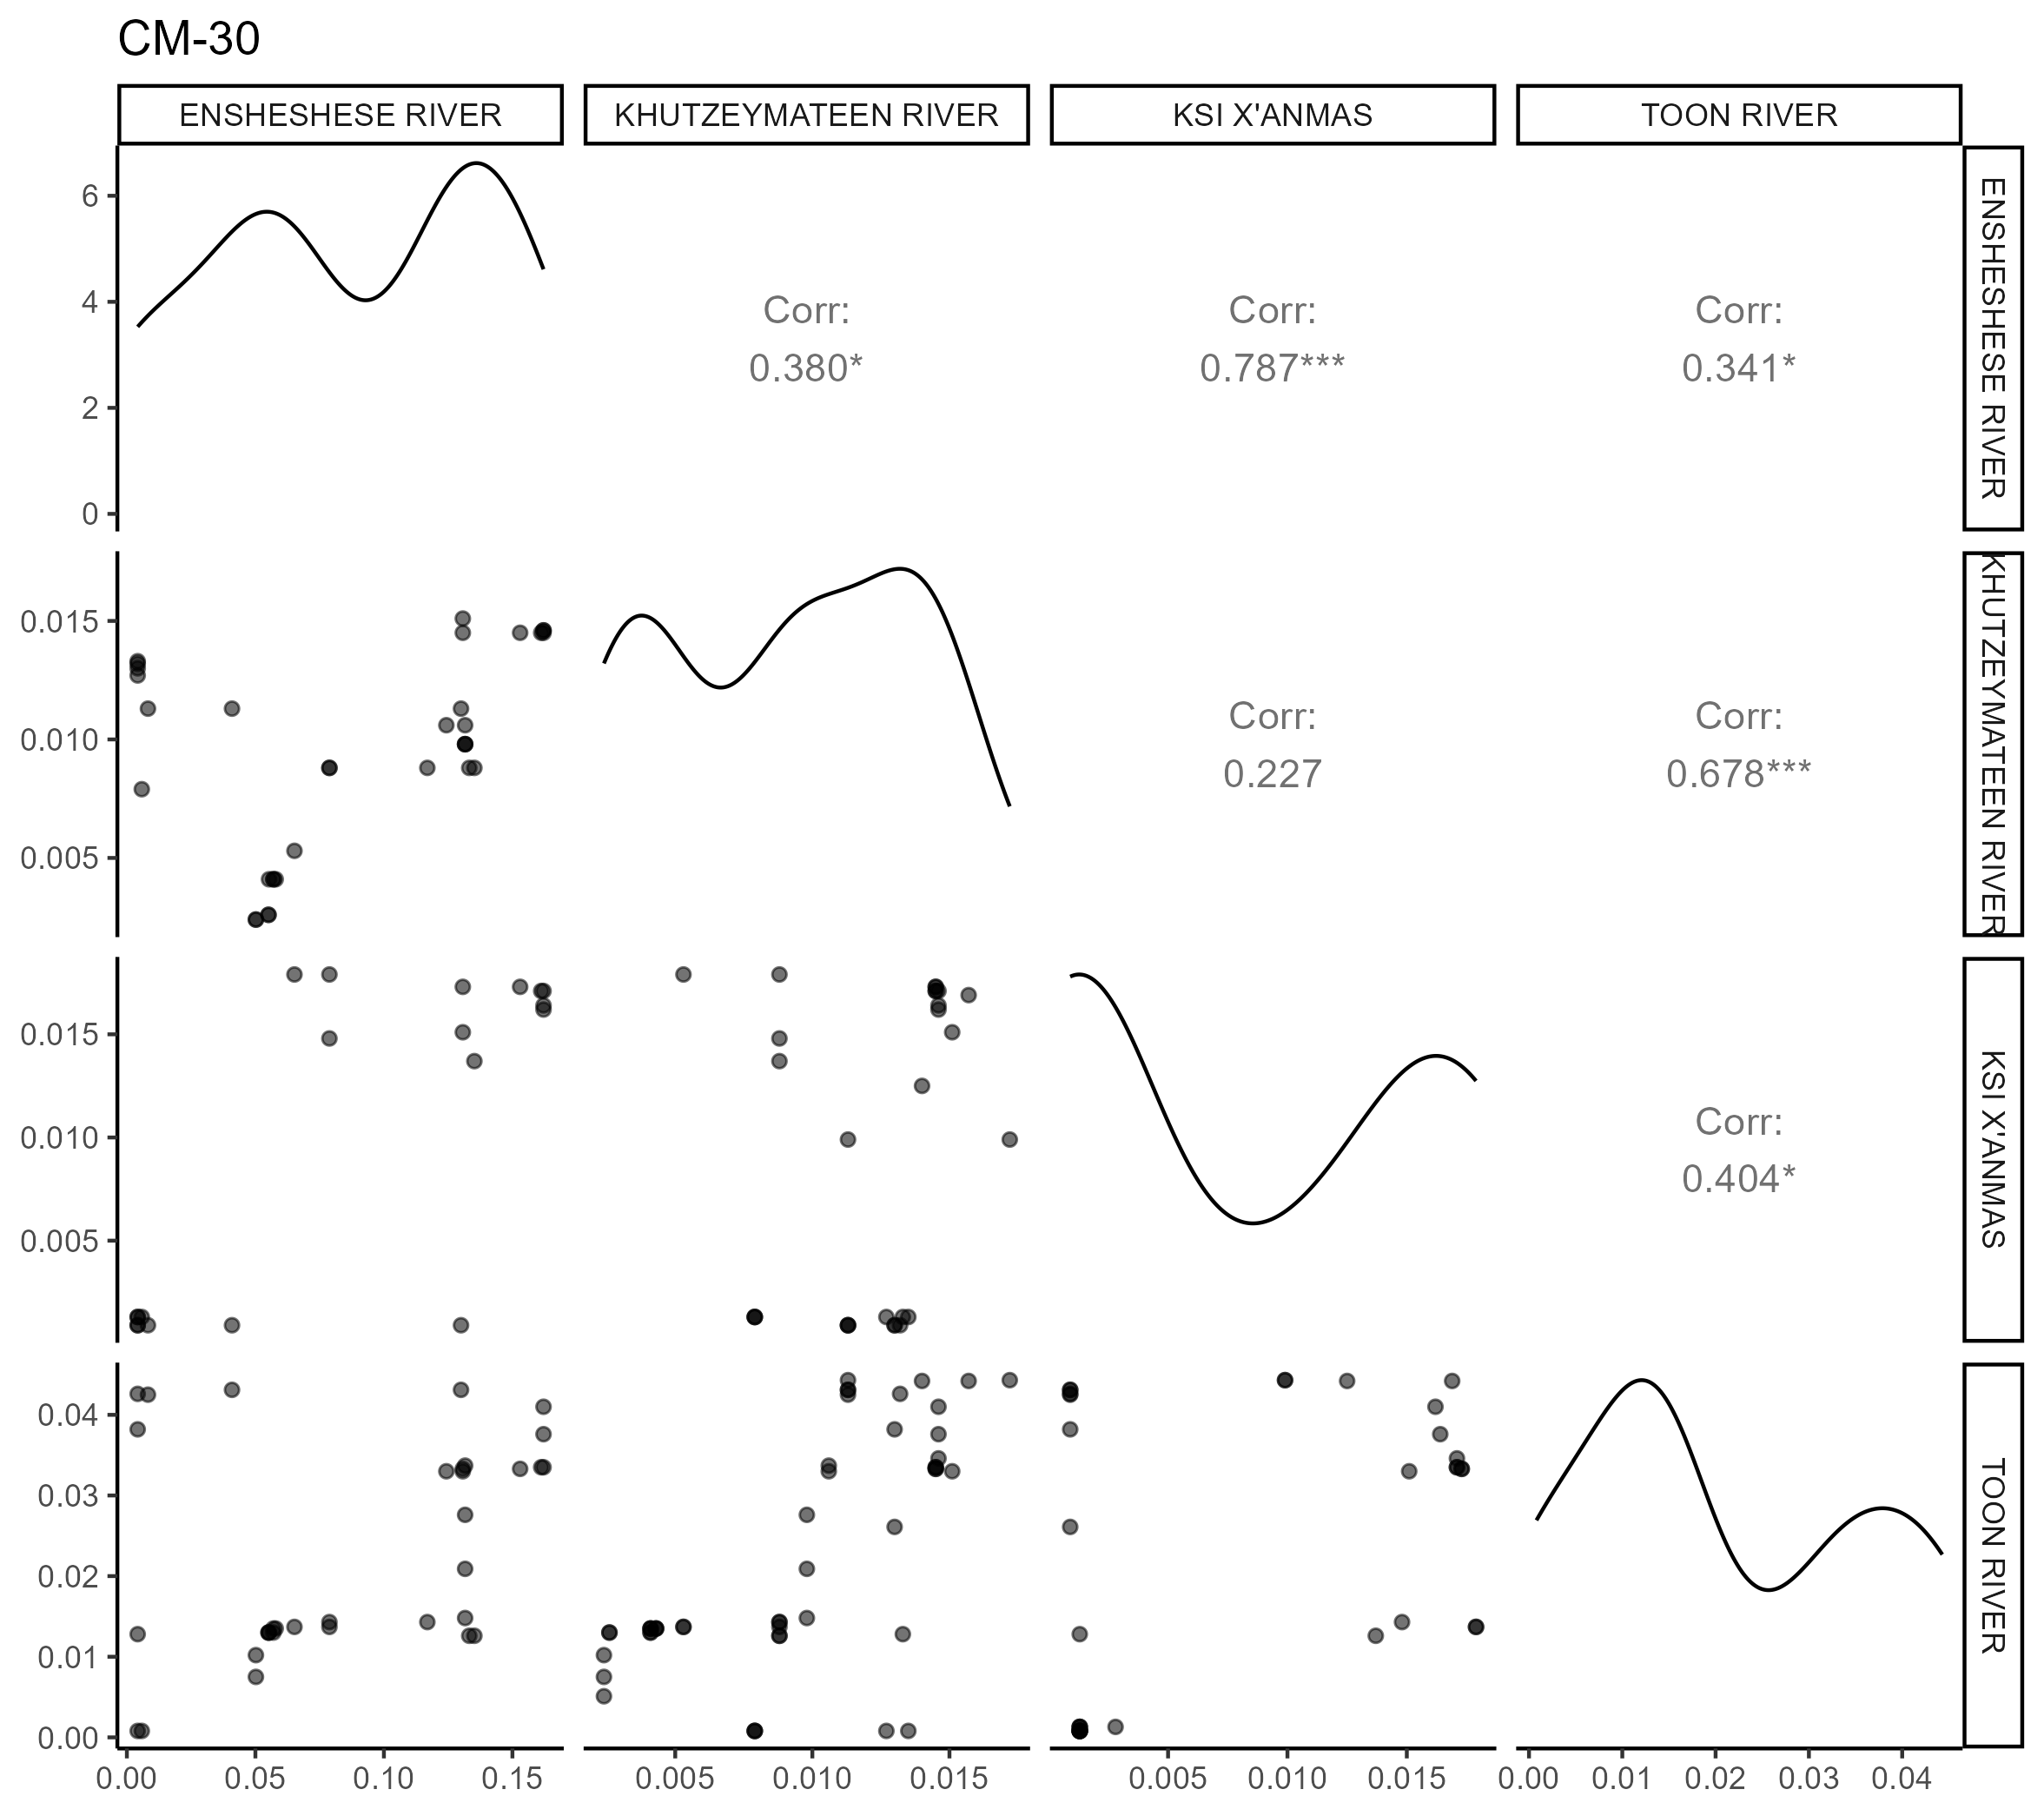 CM-30
ENSHESHESE RIVER
KHUTZEYMATEEN RIVER
KSI X'ANMAS
TOON RIVER
6
4
2
0
Corr:
0.380*
Corr:
0.787***
Corr:
0.341*
ENSHESHESE RIVER
0.015
0.010
0.005
Corr:
0.227
Corr:
0.678***
KHUTZEYMATEEN RIVER
0.015
0.010
0.005
Corr:
0.404*
KSI X'ANMAS
0.04
0.03
0.02
0.01
0.00
TOON RIVER
0.00 0.05 0.10 0.15
0.005 0.010 0.015
0.005 0.010 0.015
0.00 0.01 0.02 0.03 0.04